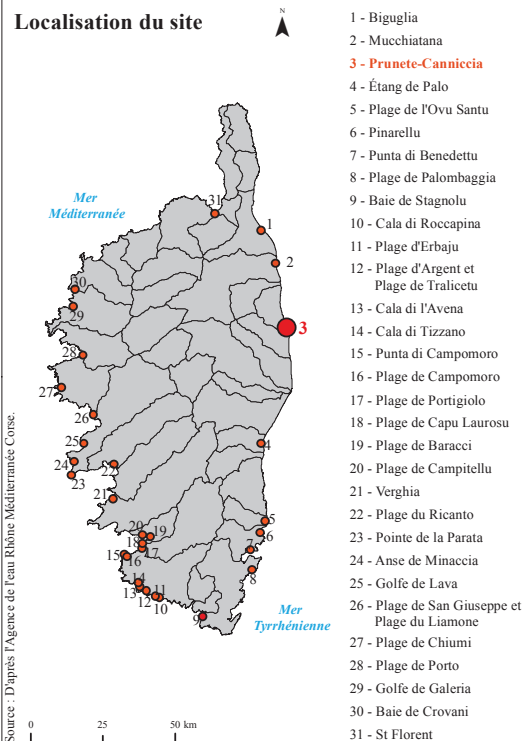 Localisation du site
N
Mer
Méditerranée
31
1
2
30
29
3
28
27
26
25
4
24
22
23
21
5
20
19
6
18
17
7
15
16
8
14
13
11
12
10
9
Mer
Tyrrhénienne
0
25
50 km
Source : D'après l'Agence de l'eau Rhône Méditerranée Corse.
1 - Biguglia
2 - Mucchiatana
3 - Prunete-Canniccia
4 - Étang de Palo
5 - Plage de l'Ovu Santu
6 - Pinarellu
7 - Punta di Benedettu
8 - Plage de Palombaggia
9 - Baie de Stagnolu
10 - Cala di Roccapina
11 - Plage d'Erbaju
12 - Plage d'Argent et
Plage de Tralicetu
13 - Cala di l'Avena
14 - Cala di Tizzano
15 - Punta di Campomoro
16 - Plage de Campomoro
17 - Plage de Portigiolo
18 - Plage de Capu Laurosu
19 - Plage de Baracci
20 - Plage de Campitellu
21 - Verghia
22 - Plage du Ricanto
23 - Pointe de la Parata
24 - Anse de Minaccia
25 - Golfe de Lava
26 - Plage de San Giuseppe et
Plage du Liamone
27 - Plage de Chiumi
28 - Plage de Porto
29 - Golfe de Galeria
30 - Baie de Crovani
31 - St Florent